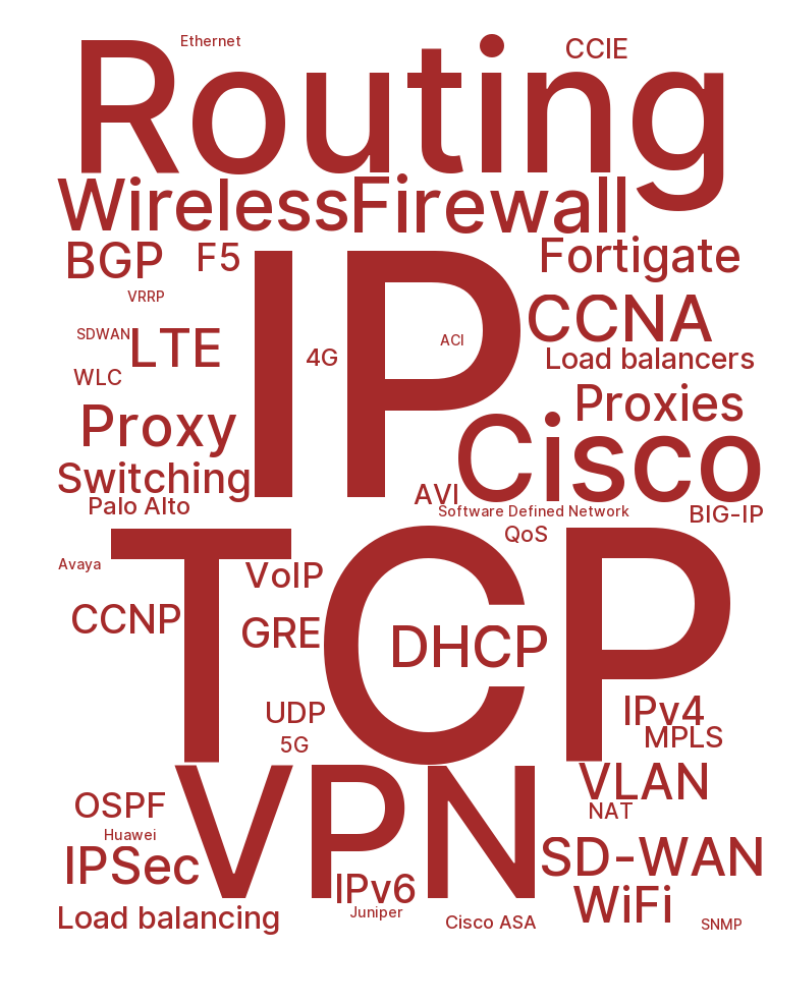 Ethernet
CCIE
Routing
Wireless
Firewall
BGP
F5
Fortigate
IP
VRRP
CCNA
SDWAN
LTE
4G
ACI
Load balancers
WLC
Proxies
Proxy
Cisco
Switching
AVI
Palo Alto
Software Defined Network
BIG-IP
QoS
TCP
Avaya
VoIP
CCNP
GRE
DHCP
UDP
IPv4
5G
MPLS
VPN
VLAN
OSPF
NAT
Huawei
IPSec
SD-WAN
IPv6
WiFi
Juniper
Load balancing
Cisco ASA
SNMP